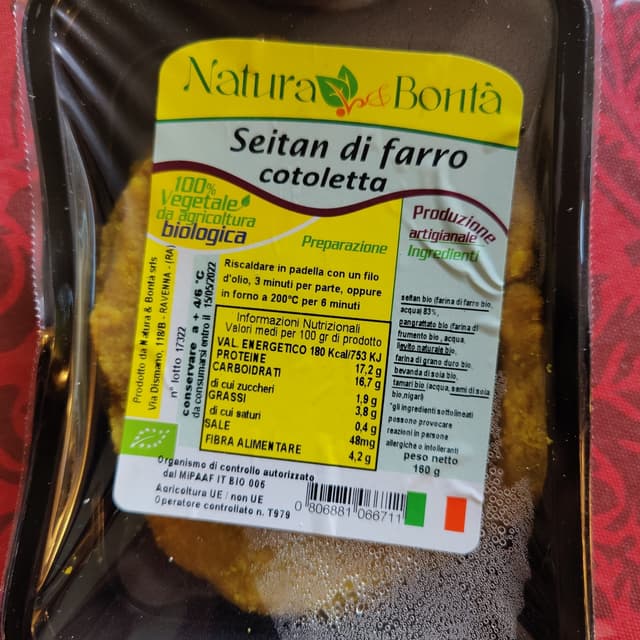 Natura & Bontà
Seitan di farro
cotoletta
100%
Vegetale
da agricoltura
biologica
Produzione
artigianale
Preparazione
Riscaldare in padella con un filo
d'olio, 3 minuti per parte, oppure
in forno a 200°C per 6 minuti
Informazioni Nutrizionali
Valori medi per 100 gr di prodotto
VAL. ENERGETICO 180 Kcal/753 KJ
PROTEINE 17,2 g
CARBOIDRATI 16,7 g
di cui zuccheri 1,9 g
GRASSI 3,8 g
di cui saturi 0,4 g
SALE 48mg
FIBRA ALIMENTARE 4,2 g
Ingredienti
seitan bio (farina di farro bio,
acqua) 83%,
pangrattato bio (farina di
frumento bio , acqua,
lievito naturale bio,
farina di grano duro bio,
bevanda di soia bio,
tamari bio (acqua, semi di soia
bio,nigari)
*gli ingredienti sottolineati
possono provocare
reazioni in persone
allergiche o intolleranti
peso netto
160 g
Prodotto da Natura & Bontà srls
Via Dismano, 118/B - RAVENNA - (RA)
n° lotto 17322
conservare a + 4/6 °C
da consumarsi entro il 15/05/2022
Organismo di controllo autorizzato
dal MiPAAF IT BIO 006
Agricoltura UE / non UE
Operatore controllato n. T979
0 806881 066711